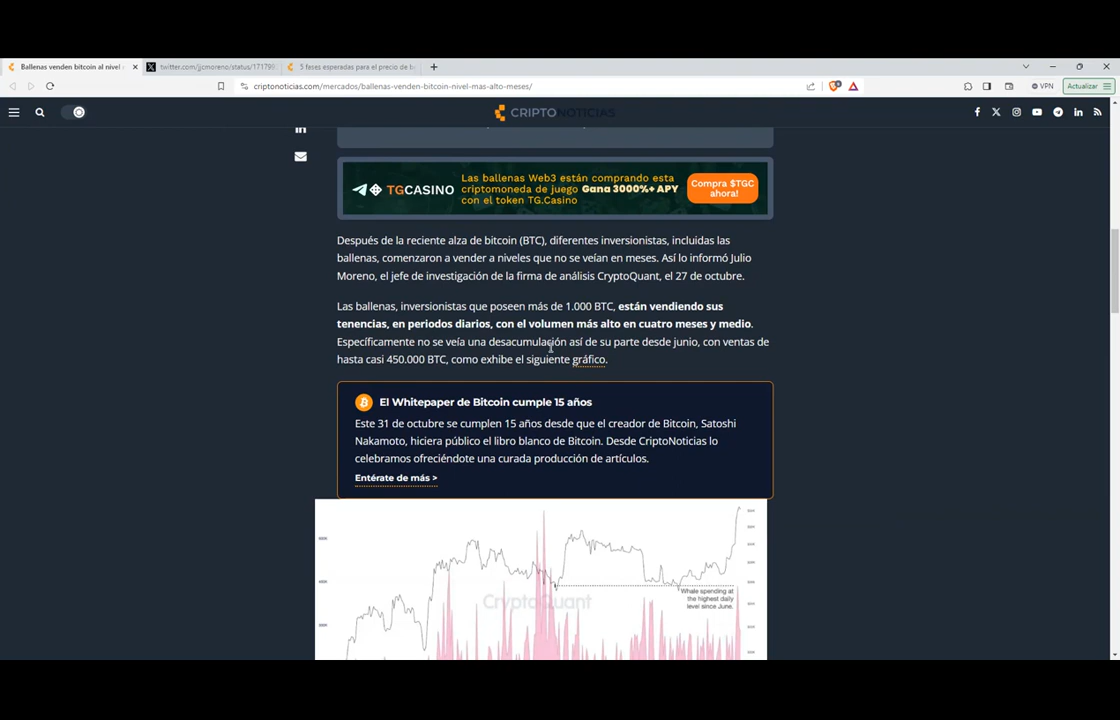 Ballenas venden bitcoin al nivel
twitter.com/jjcmoreno/status/171799
5 fases esperadas para el precio de b
criptonoticias.com/mercados/ballenas-venden-bitcoin-nivel-mas-alto-meses/
VPN
Actualizar
CRIPTONOTICIAS
TGCASINO
Las ballenas Web3 están comprando esta
criptomoneda de juego Gana 3000%+ APY
con el token TG.Casino
Compra $TGC
ahora!
Después de la reciente alza de bitcoin (BTC), diferentes inversionistas, incluidas las
ballenas, comenzaron a vender a niveles que no se veían en meses. Así lo informó Julio
Moreno, el jefe de investigación de la firma de análisis CryptoQuant, el 27 de octubre.
Las ballenas, inversionistas que poseen más de 1.000 BTC, están vendiendo sus
tenencias, en periodos diarios, con el volumen más alto en cuatro meses y medio.
Específicamente no se veía una desacumulación así de su parte desde junio, con ventas de
hasta casi 450.000 BTC, como exhibe el siguiente gráfico.
El Whitepaper de Bitcoin cumple 15 años
Este 31 de octubre se cumplen 15 años desde que el creador de Bitcoin, Satoshi
Nakamoto, hiciera público el libro blanco de Bitcoin. Desde CriptoNoticias lo
celebramos ofreciéndote una curada producción de artículos.
Entérate de más >
CryptoQuant
Whale spending at
the highest daily
level since June.